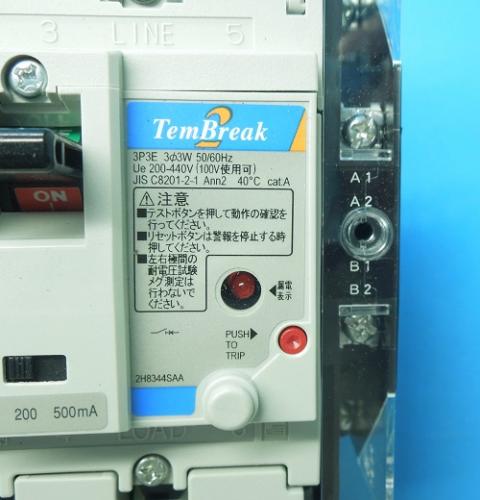 3 LINE 5
TemBreak 2
3P3E 3φ3W 50/60Hz
Ue 200-440V (100V使用可)
JIS C8201-2-1 Ann2 40°C cat.A
注意
■テストボタンを押して動作の確認を
行ってください。
■リセットボタンは警報を停止する時
押してください。
■左右極間の
耐電圧試験
メグ測定は
行わないで
ください。
ON
◀漏電
表示
PUSH▶
TO
TRIP
2H8344SAA
200 500mA
LOAD
A1
A2
B1
B2